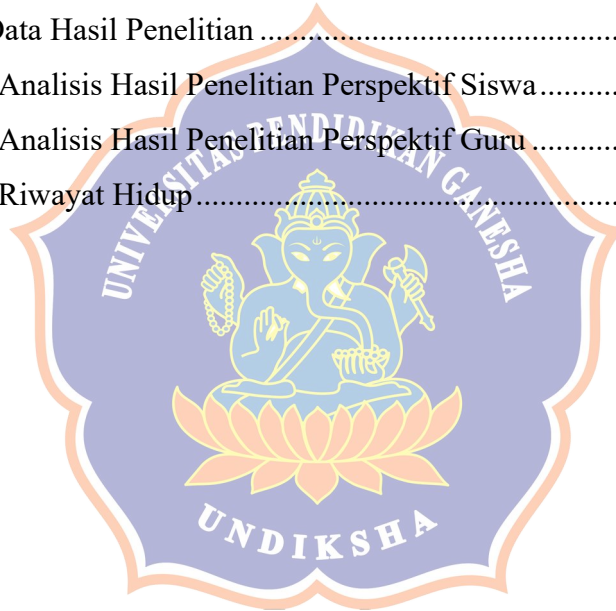 Data Hasil Penelitian ........................................
Analisis Hasil Penelitian Perspektif Siswa..........
Analisis Hasil Penelitian Perspektif Guru ...........
Riwayat Hidup.................................................
UNIVERSITAS PENDIDIKAN GANESHA
UNDIKSHA